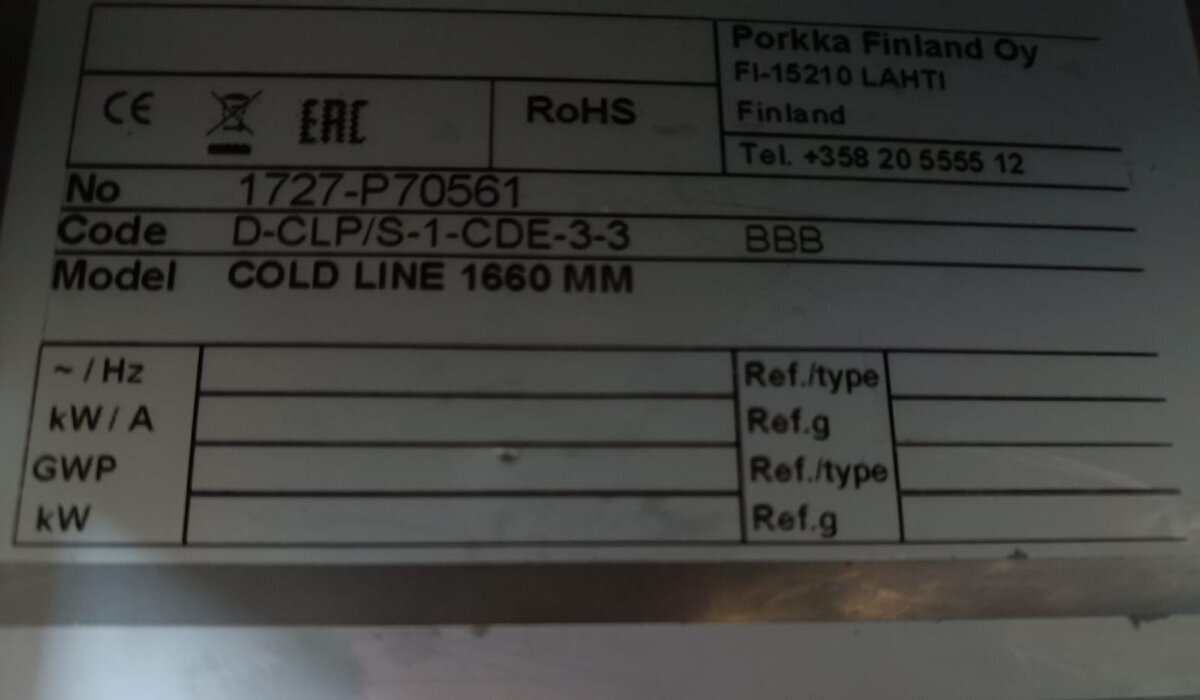 Porkka Finland Oy
FI-15210 LAHTI
Finland
Tel. +358 20 5555 12
CE EAC RoHS
No 1727-P70561
Code D-CLP/S-1-CDE-3-3 BBB
Model COLD LINE 1660 MM
~ / Hz Ref./type
kW / A Ref.g
GWP Ref./type
kW Ref.g